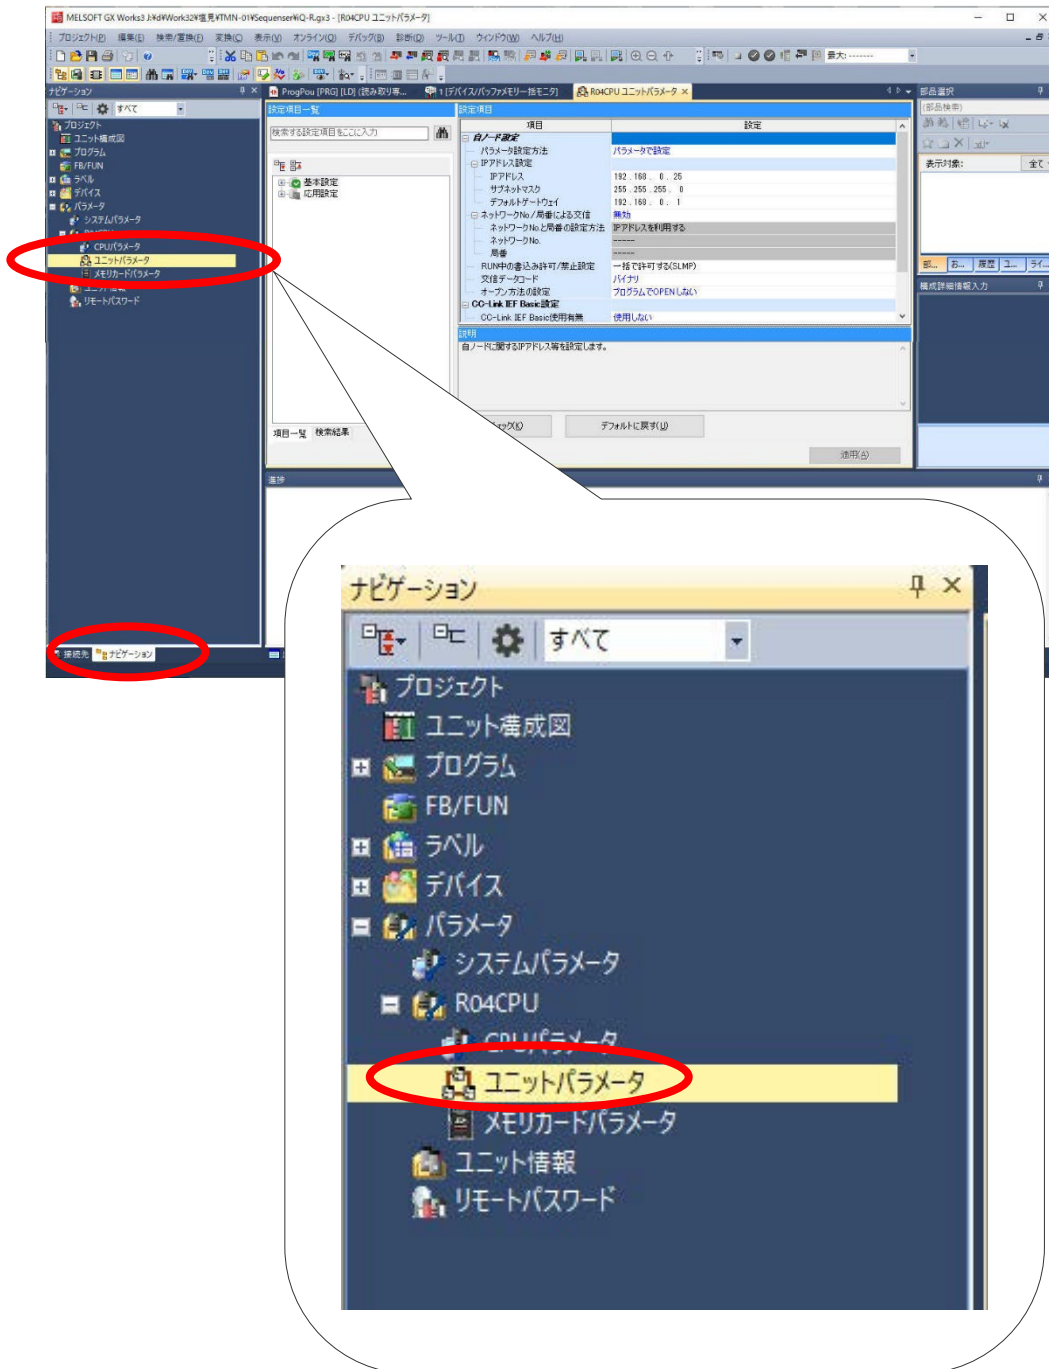 MELSOFT GX Works3 J:¥d¥Work32¥塩見¥TMN-01¥Sequenser¥iQ-R.gx3 - [R04CPU ユニットパラメータ]
プロジェクト(P) 編集(E) 検索/置換(F) 変換(C) 表示(V) オンライン(O) デバッグ(B) 診断(D) ツール(T) ウィンドウ(W) ヘルプ(H)
最大:-------
ナビゲーション
ProgPou [PRG] [LD] (読み取り専...
1 [デバイス/バッファメモリ一括モニタ]
R04CPU ユニットパラメータ
部品選択
すべて
設定項目一覧
設定項目
(部品検索)
プロジェクト
検索する設定項目をここに入力
項目 設定
ユニット構成図
自ノード設定
プログラム
パラメータ設定方法 パラメータで設定
FB/FUN
IPアドレス設定
表示対象: 全て
ラベル
基本設定
IPアドレス 192 . 168 . 0 . 25
デバイス
応用設定
サブネットマスク 255 . 255 . 255 . 0
パラメータ
デフォルトゲートウェイ 192 . 168 . 0 . 1
システムパラメータ
ネットワークNo./局番による交信 無効
ネットワークNo.と局番の設定方法 IPアドレスを利用する
CPUパラメータ
ネットワークNo. -----
ユニットパラメータ
局番 -----
メモリカードパラメータ
RUN中の書込み許可/禁止設定 一括で許可する(SLMP)
部... お... 履歴 ユ... ライ...
交信データコード バイナリ
構成詳細情報入力
リモートパスワード
オープン方法の設定 プログラムでOPENしない
CC-Link IEF Basic設定
CC-Link IEF Basic使用有無 使用しない
説明
自ノードに関するIPアドレス等を設定します。
項目一覧 検索結果
デフォルトに戻す(U)
適用(A)
進捗
接続先 ナビゲーション
ナビゲーション
すべて
プロジェクト
ユニット構成図
プログラム
FB/FUN
ラベル
デバイス
パラメータ
システムパラメータ
R04CPU
CPUパラメータ
ユニットパラメータ
メモリカードパラメータ
ユニット情報
リモートパスワード